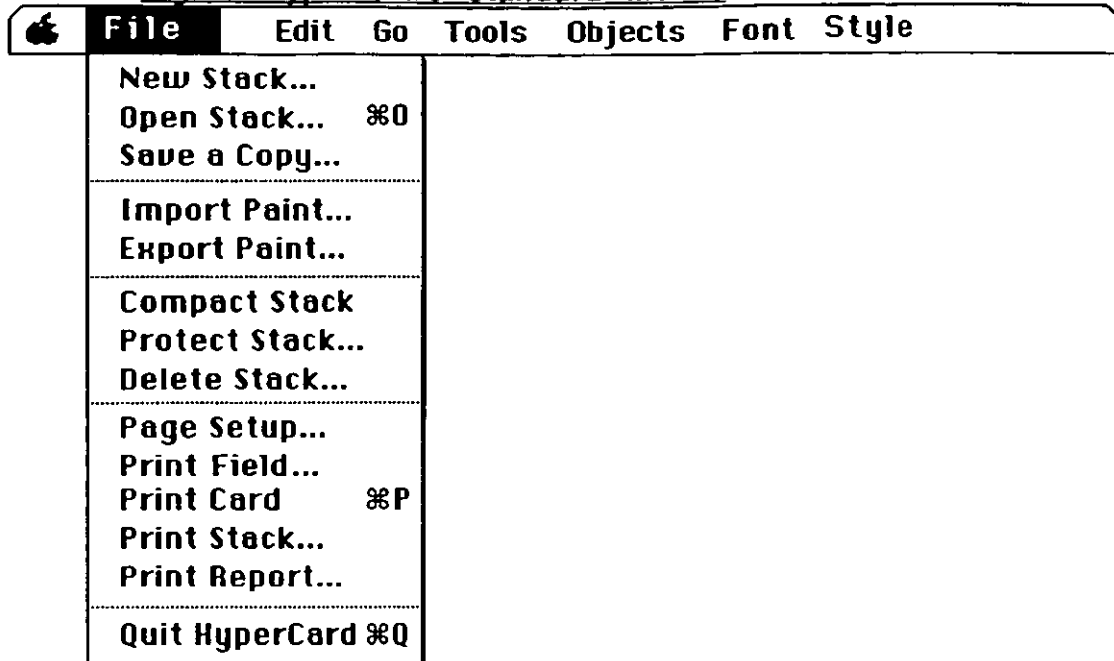 File Edit Go Tools Objects Font Style
New Stack...
Open Stack... ⌘O
Save a Copy...
Import Paint...
Export Paint...
Compact Stack
Protect Stack...
Delete Stack...
Page Setup...
Print Field...
Print Card ⌘P
Print Stack...
Print Report...
Quit HyperCard ⌘Q